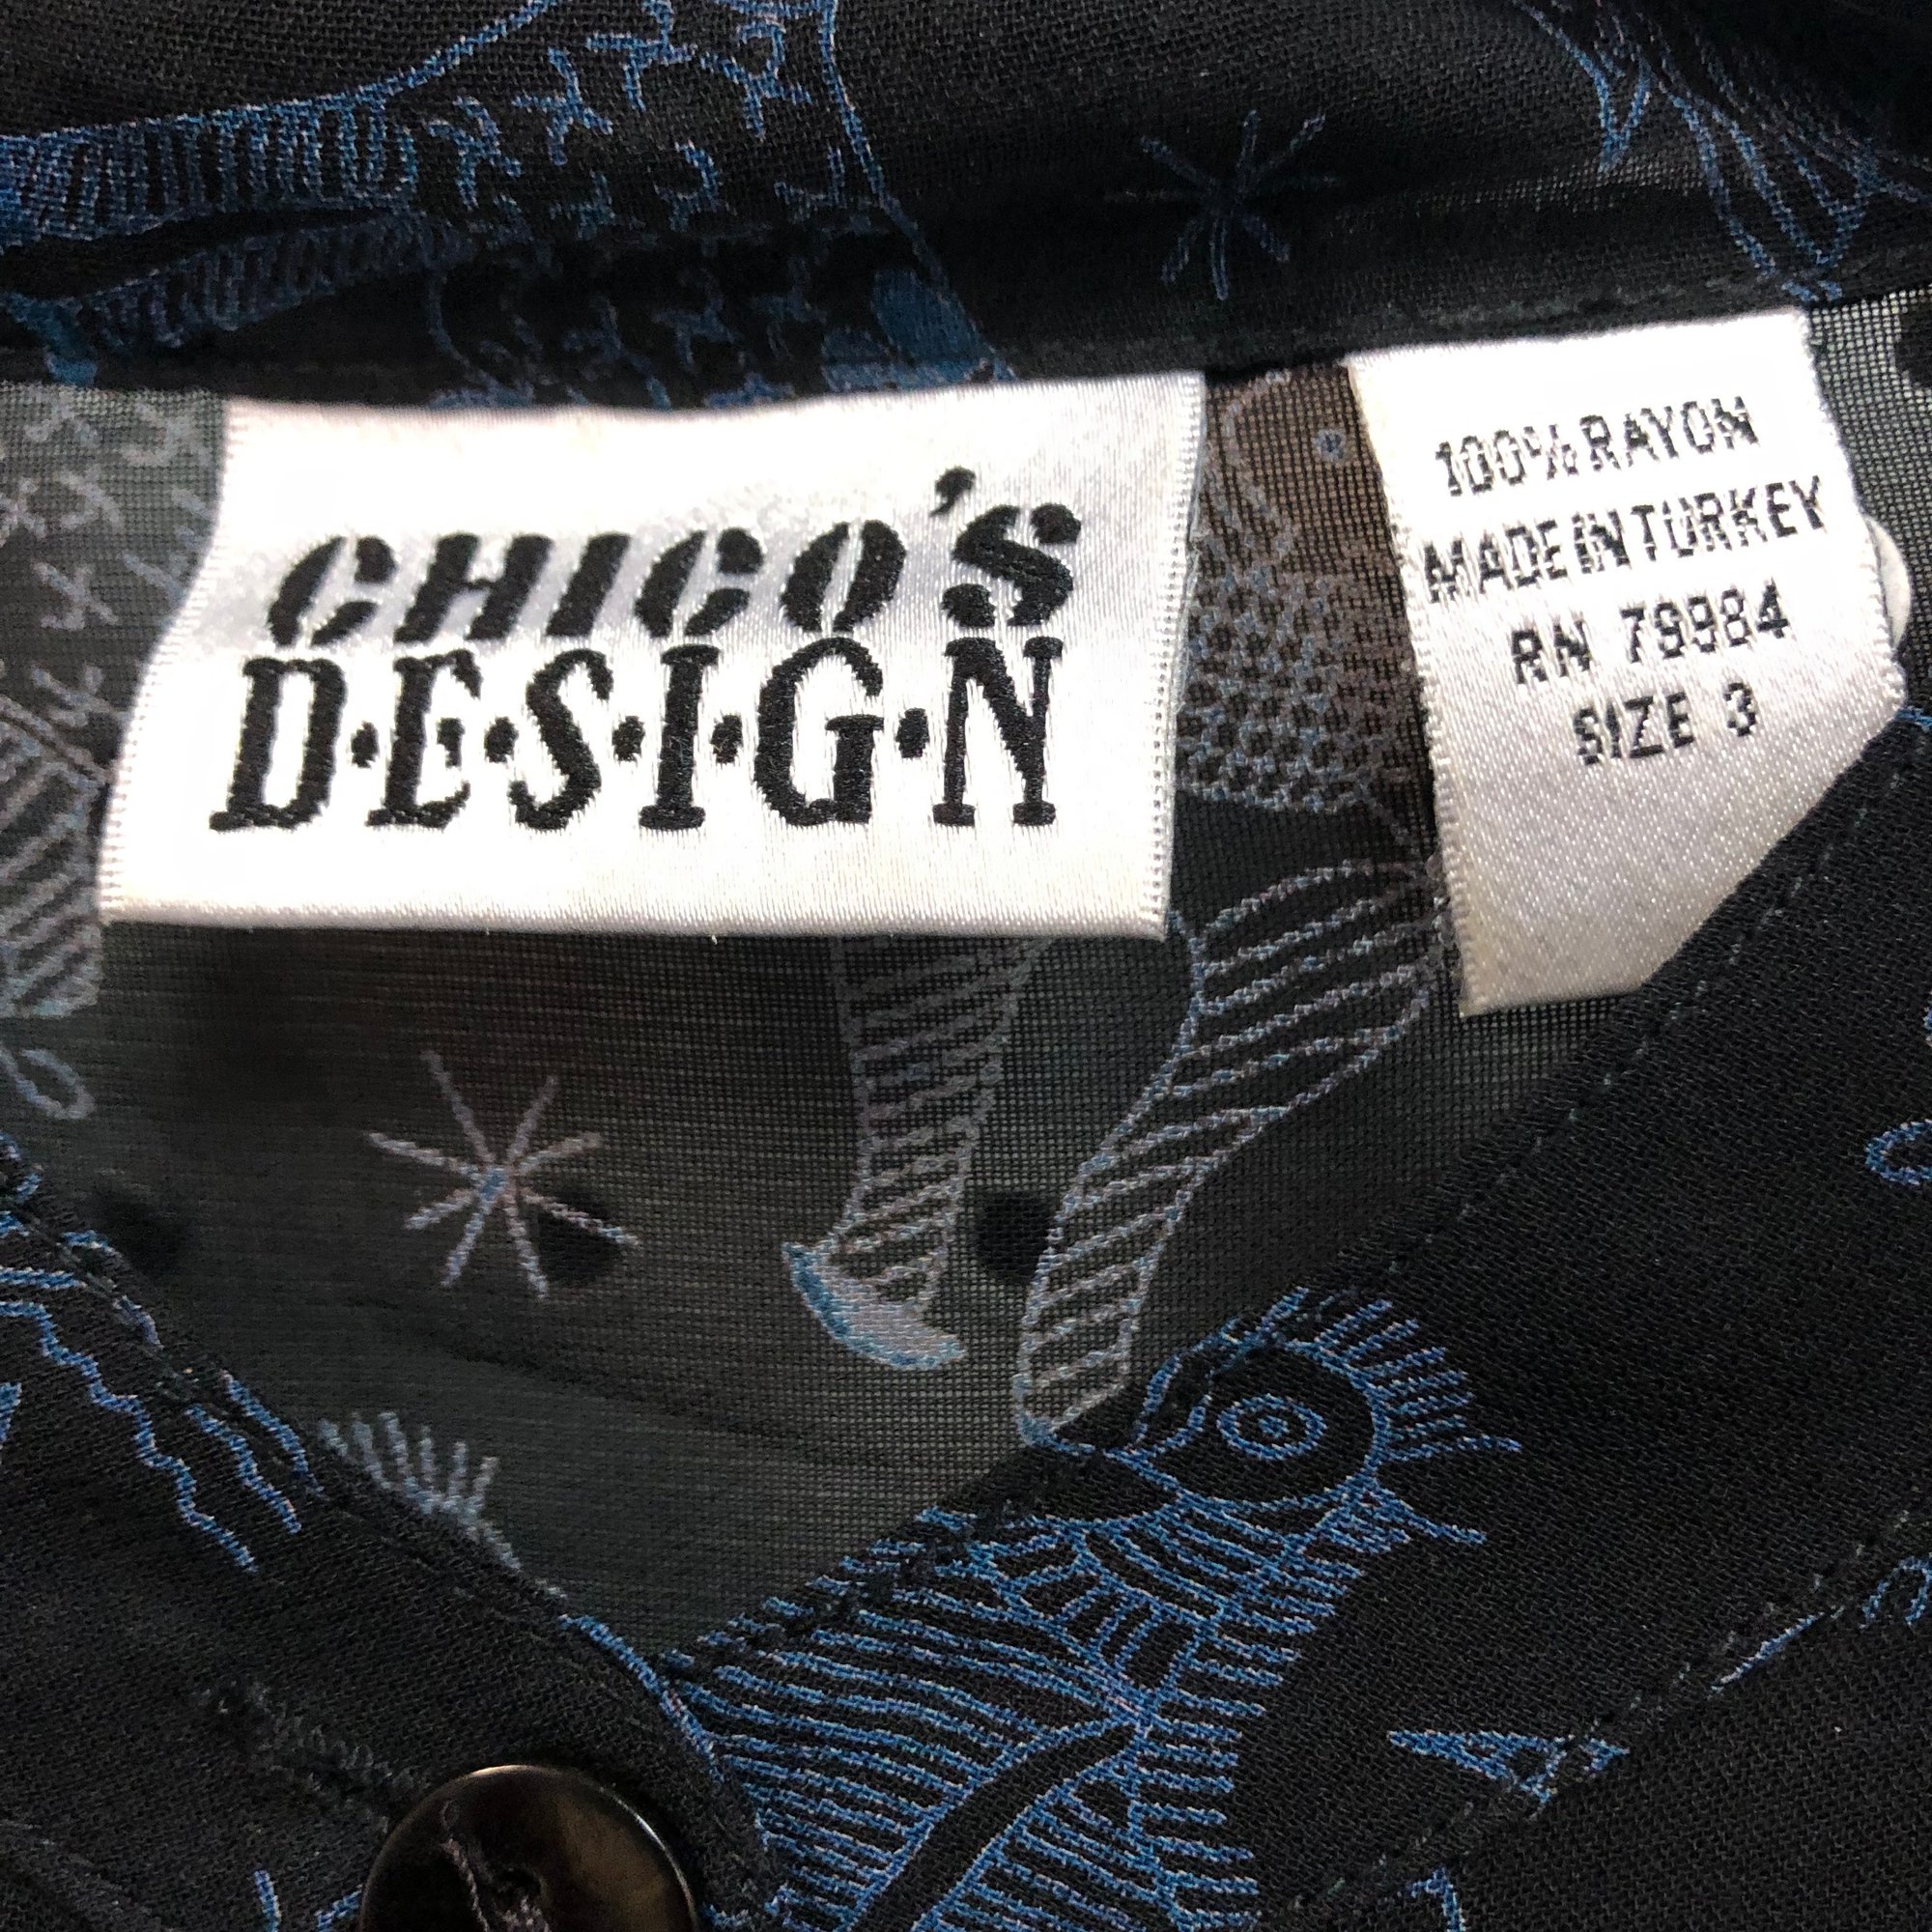 CHICO'S
D·E·S·I·G·N
100% RAYON
MADE IN TURKEY
RN 79984
SIZE 3